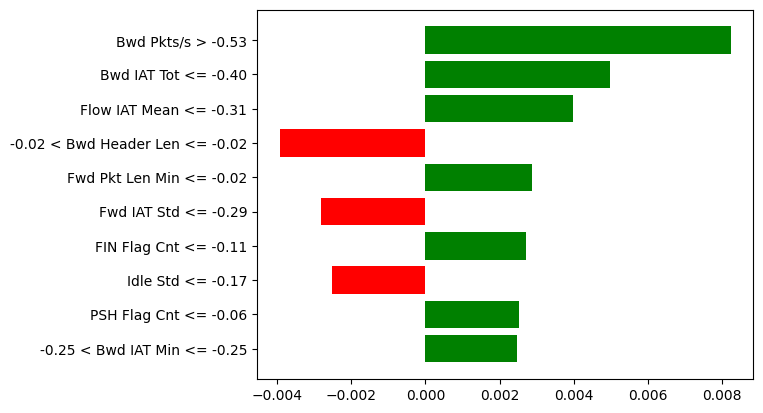 Bwd Pkts/s > -0.53
Bwd IAT Tot <= -0.40
Flow IAT Mean <= -0.31
-0.02 < Bwd Header Len <= -0.02
Fwd Pkt Len Min <= -0.02
Fwd IAT Std <= -0.29
FIN Flag Cnt <= -0.11
Idle Std <= -0.17
PSH Flag Cnt <= -0.06
-0.25 < Bwd IAT Min <= -0.25
−0.004 −0.002 0.000 0.002 0.004 0.006 0.008